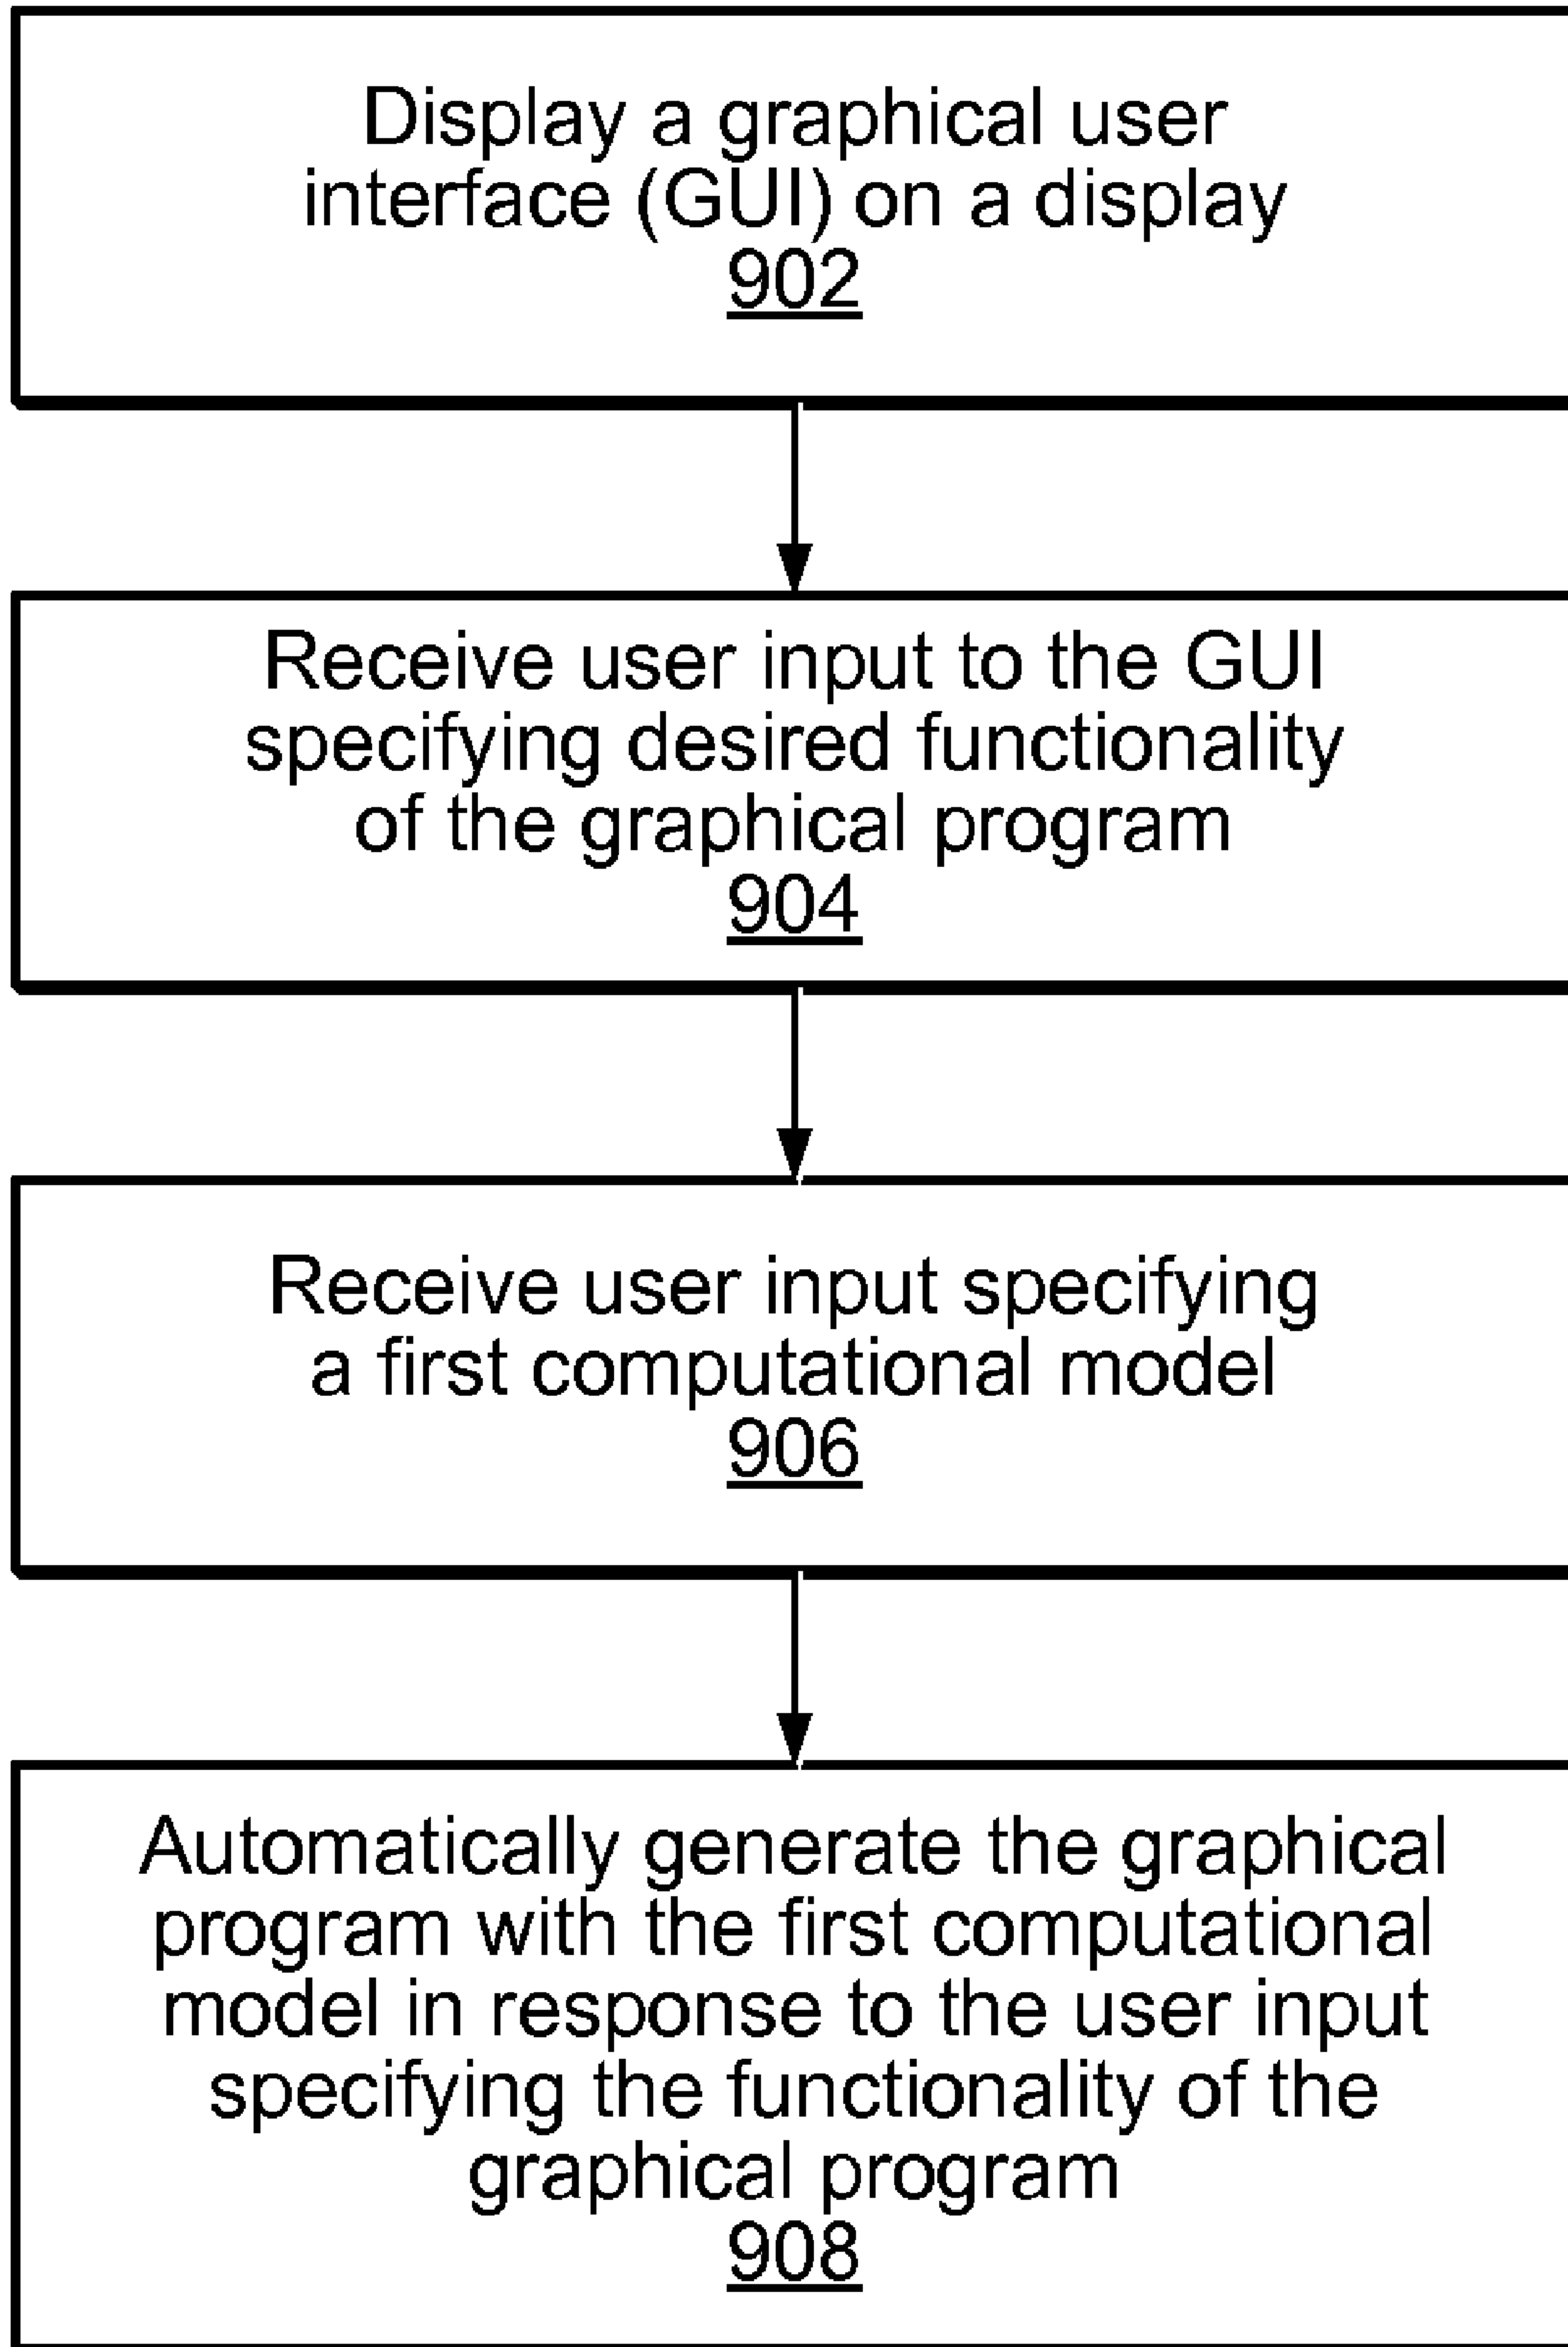 Display a graphical user
interface (GUI) on a display
902
Receive user input to the GUI
specifying desired functionality
of the graphical program
904
Receive user input specifying
a first computational model
906
Automatically generate the graphical
program with the first computational
model in response to the user input
specifying the functionality of the
graphical program
908